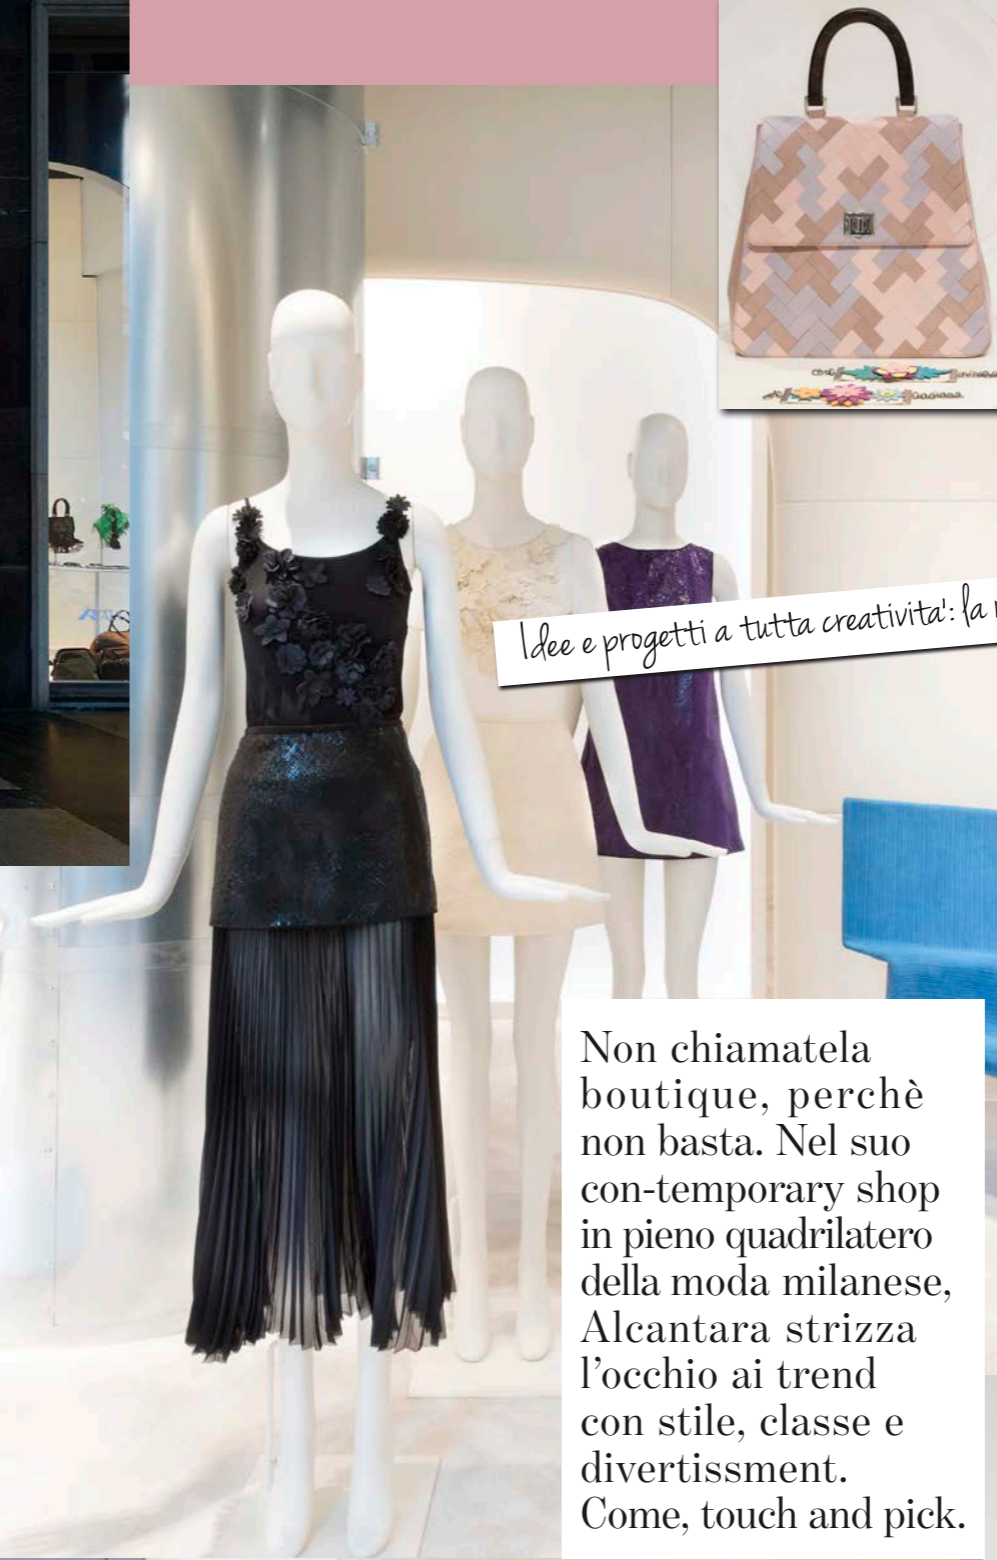 Idee e progetti a tutta creativita': la
Non chiamatela
boutique, perchè
non basta. Nel suo
con-temporary shop
in pieno quadrilatero
della moda milanese,
Alcantara strizza
l'occhio ai trend
con stile, classe e
divertissment.
Come, touch and pick.